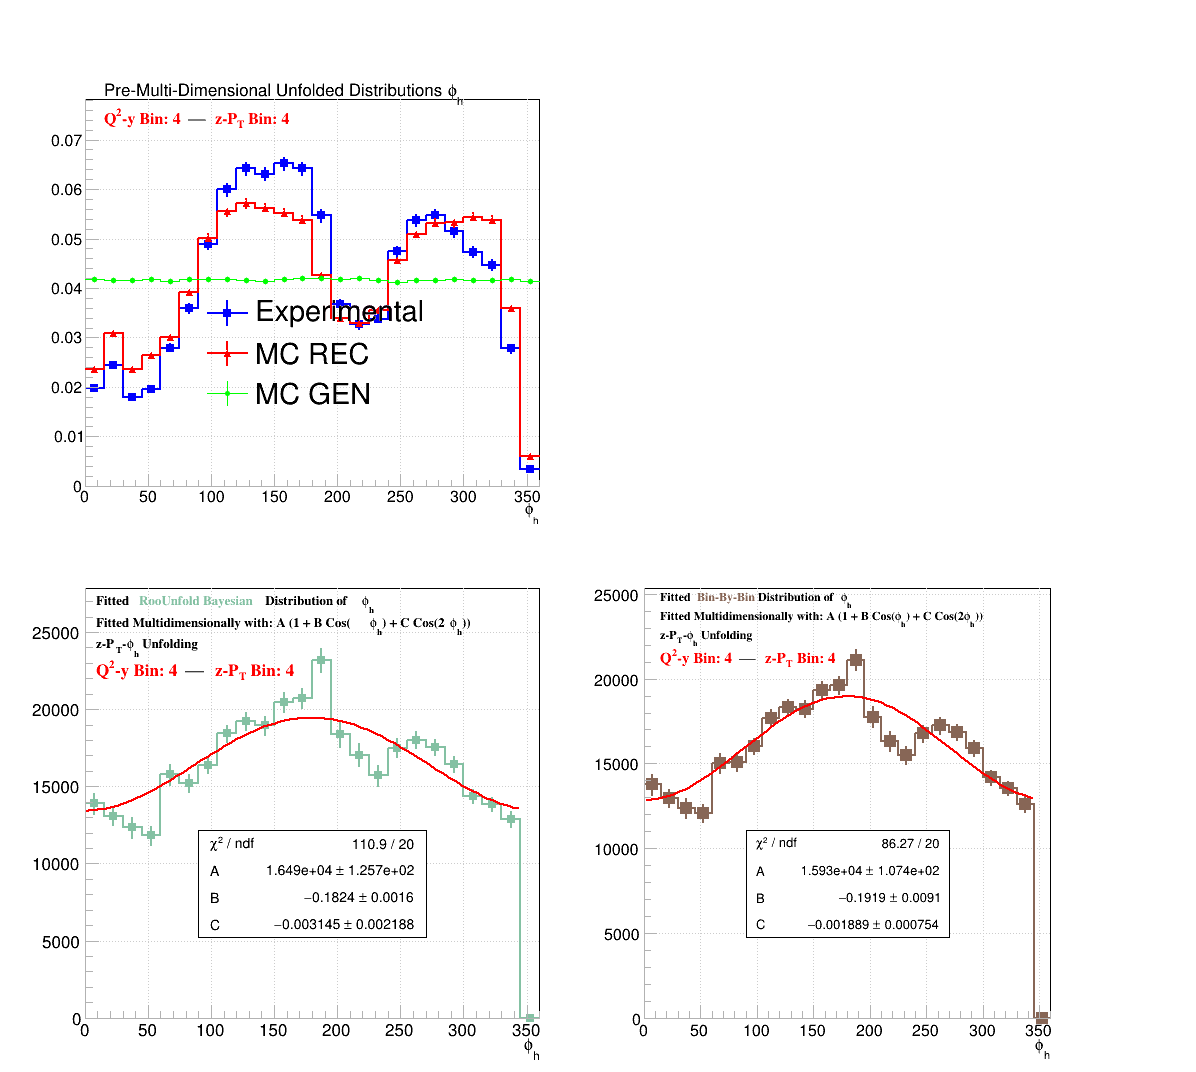 Pre-Multi-Dimensional Unfolded Distributions ϕh
Q²-y Bin: 4 — z-PT Bin: 4
0.07
0.06
0.05
0.04
0.03
0.02
0.01
0
Experimental
MC REC
MC GEN
0 50 100 150 200 250 300 350
ϕh
Fitted RooUnfold Bayesian Distribution of ϕh
Fitted Multidimensionally with: A (1 + B Cos( ϕh) + C Cos(2 ϕh))
z-PT-ϕh Unfolding
Q²-y Bin: 4 — z-PT Bin: 4
25000
20000
15000
10000
5000
0
χ² / ndf 110.9 / 20
A 1.649e+04 ± 1.257e+02
B −0.1824 ± 0.0016
C −0.003145 ± 0.002188
0 50 100 150 200 250 300 350
ϕh
Fitted Bin-By-Bin Distribution of ϕh
Fitted Multidimensionally with: A (1 + B Cos(ϕh) + C Cos(2ϕh))
z-PT-ϕh Unfolding
Q²-y Bin: 4 — z-PT Bin: 4
25000
20000
15000
10000
5000
0
χ² / ndf 86.27 / 20
A 1.593e+04 ± 1.074e+02
B −0.1919 ± 0.0091
C −0.001889 ± 0.000754
0 50 100 150 200 250 300 350
ϕh